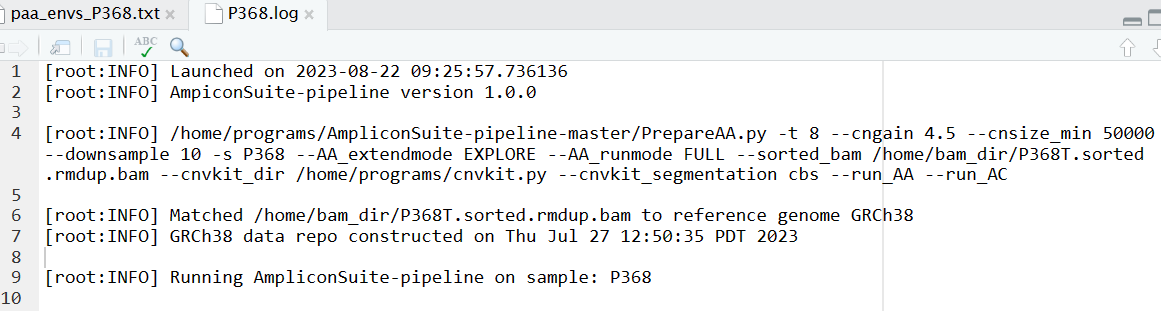 paa_envs_P368.txt × P368.log ×
ABC
1 [root:INFO] Launched on 2023-08-22 09:25:57.736136
2 [root:INFO] AmpiconSuite-pipeline version 1.0.0
3
4 [root:INFO] /home/programs/AmpliconSuite-pipeline-master/PrepareAA.py -t 8 --cngain 4.5 --cnsize_min 50000
--downsample 10 -s P368 --AA_extendmode EXPLORE --AA_runmode FULL --sorted_bam /home/bam_dir/P368T.sorted
.rmdup.bam --cnvkit_dir /home/programs/cnvkit.py --cnvkit_segmentation cbs --run_AA --run_AC
5
6 [root:INFO] Matched /home/bam_dir/P368T.sorted.rmdup.bam to reference genome GRCh38
7 [root:INFO] GRCh38 data repo constructed on Thu Jul 27 12:50:35 PDT 2023
8
9 [root:INFO] Running AmpliconSuite-pipeline on sample: P368
10